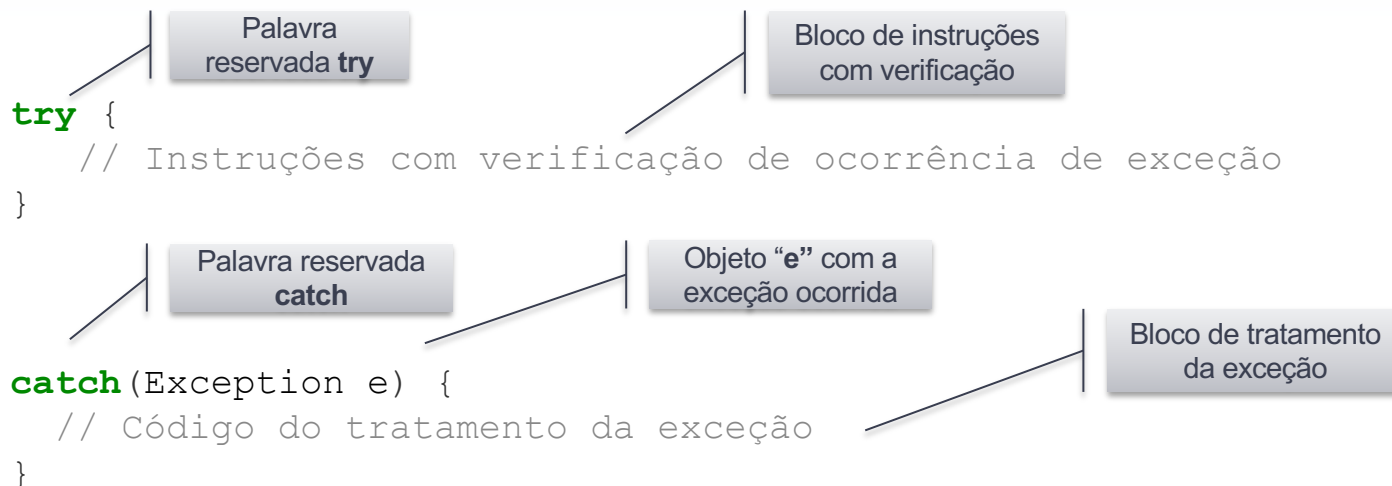 Palavra
reservada try
Bloco de instruções
com verificação
try {
// Instruções com verificação de ocorrência de exceção
}
Palavra reservada
catch
Objeto “e” com a
exceção ocorrida
Bloco de tratamento
da exceção
catch(Exception e) {
// Código do tratamento da exceção
}